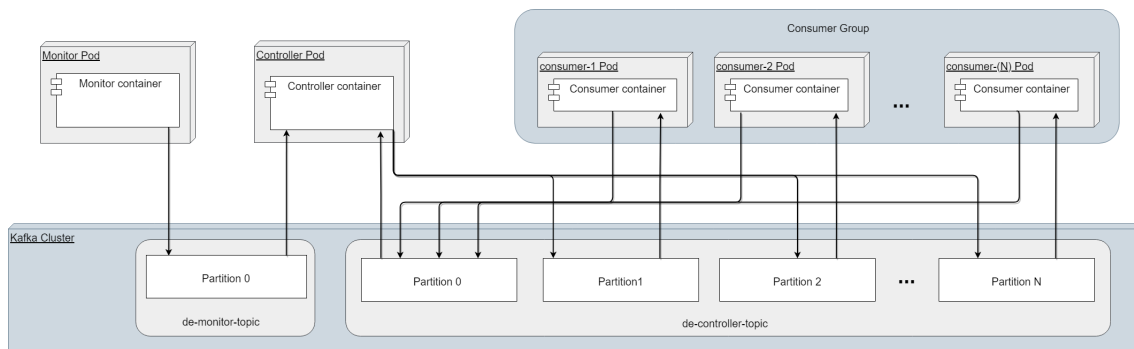 Consumer Group
Monitor Pod
Monitor container
Controller Pod
Controller container
consumer-1 Pod
Consumer container
consumer-2 Pod
Consumer container
...
consumer-(N) Pod
Consumer container
Kafka Cluster
Partition 0
de-monitor-topic
Partition 0
Partition1
Partition 2
...
Partition N
de-controller-topic